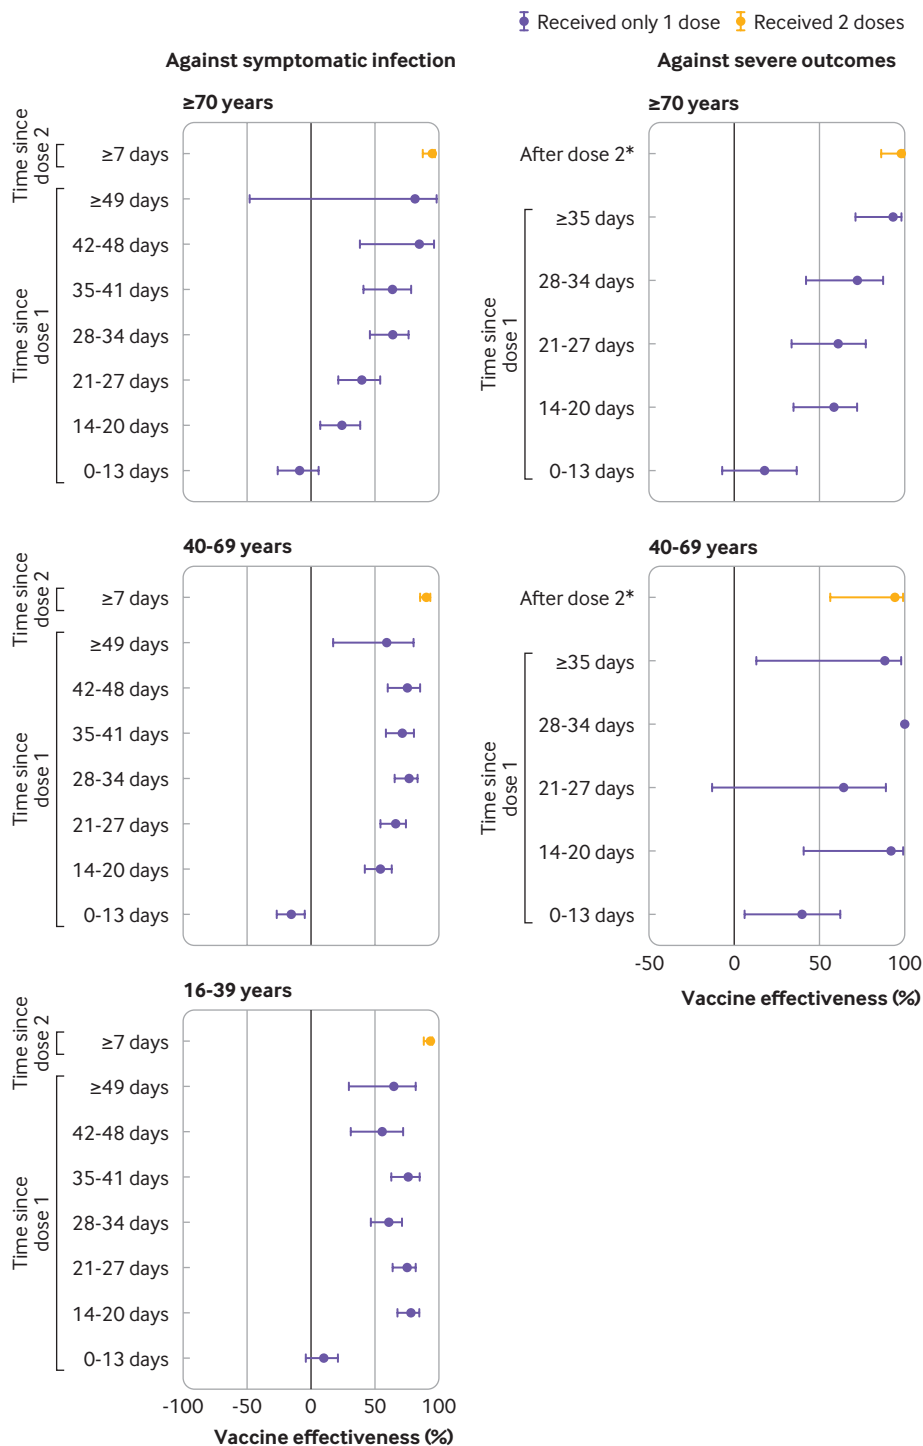 Received only 1 dose Received 2 doses
Against symptomatic infection
≥70 years
Time since
dose 2
≥7 days
Time since
dose 1
≥49 days
42-48 days
35-41 days
28-34 days
21-27 days
14-20 days
0-13 days
40-69 years
Time since
dose 2
≥7 days
Time since
dose 1
≥49 days
42-48 days
35-41 days
28-34 days
21-27 days
14-20 days
0-13 days
16-39 years
Time since
dose 2
≥7 days
Time since
dose 1
≥49 days
42-48 days
35-41 days
28-34 days
21-27 days
14-20 days
0-13 days
-100 -50 0 50 100
Vaccine effectiveness (%)
Against severe outcomes
≥70 years
After dose 2*
Time since
dose 1
≥35 days
28-34 days
21-27 days
14-20 days
0-13 days
40-69 years
After dose 2*
Time since
dose 1
≥35 days
28-34 days
21-27 days
14-20 days
0-13 days
-50 0 50 100
Vaccine effectiveness (%)